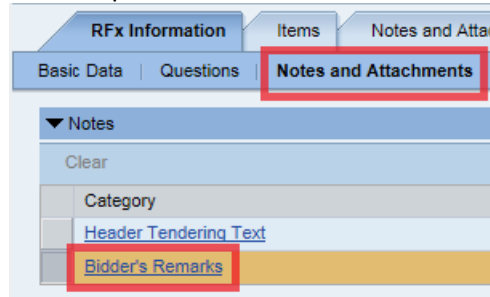 RFx Information Items Notes and Atta
Basic Data | Questions | Notes and Attachments
Notes
Clear
Category
Header Tendering Text
Bidder's Remarks